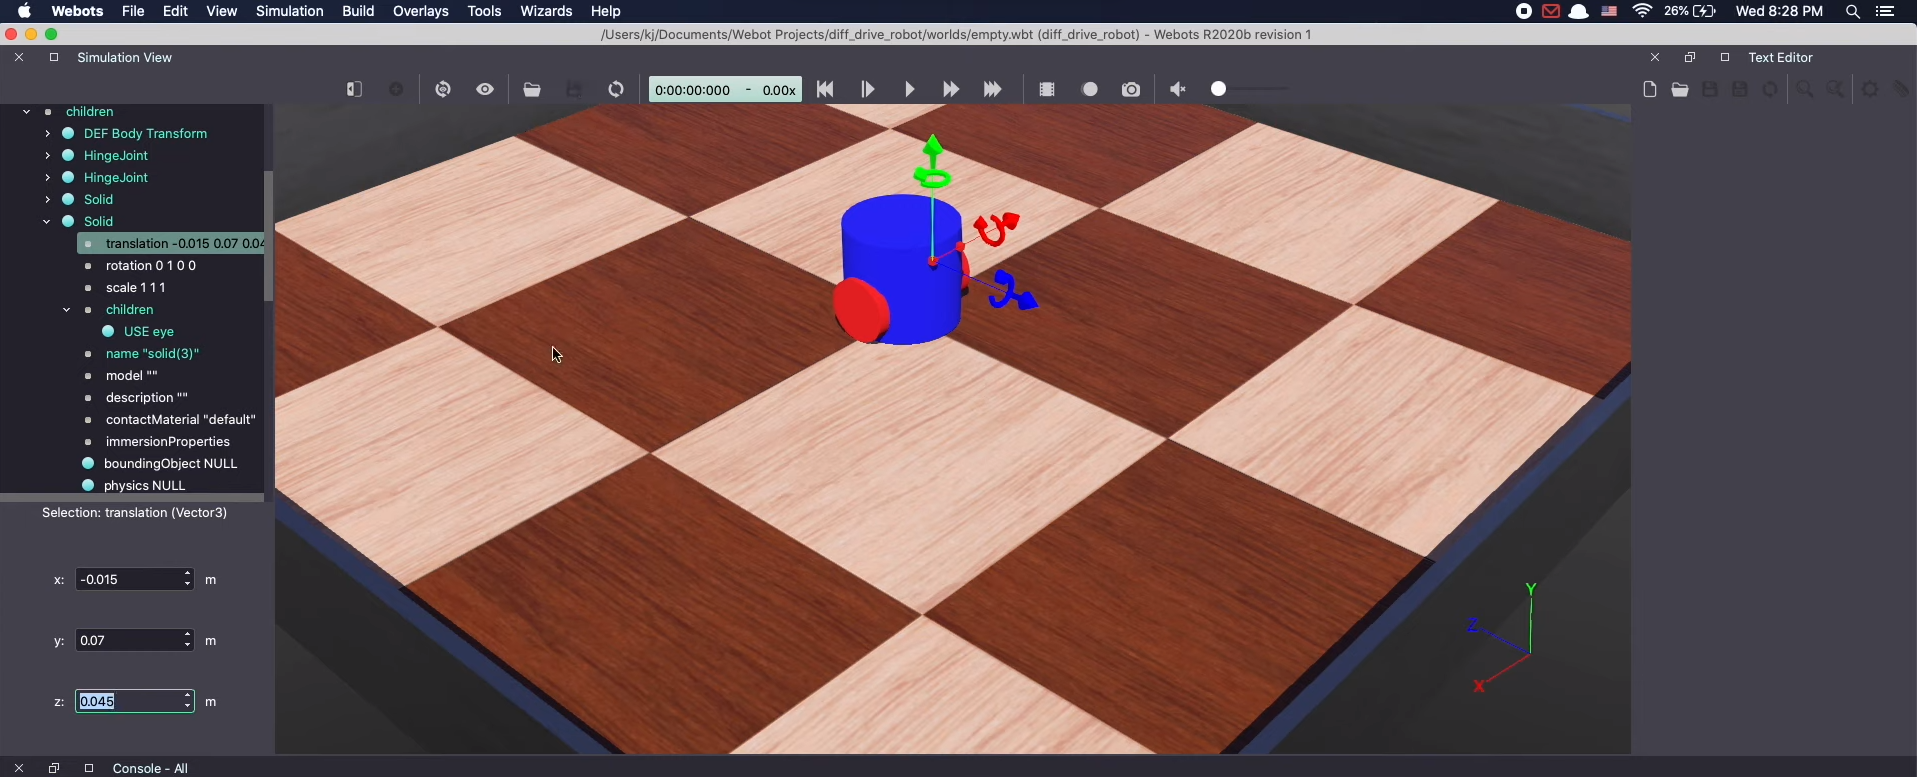 Webots File Edit View Simulation Build Overlays Tools Wizards Help 26% Wed 8:28 PM
/Users/kj/Documents/Webot Projects/diff_drive_robot/worlds/empty.wbt (diff_drive_robot) - Webots R2020b revision 1
Simulation View
Text Editor
0:00:00:000 - 0.00x
children
DEF Body Transform
HingeJoint
HingeJoint
Solid
Solid
translation -0.015 0.07 0.04
rotation 0 1 0 0
scale 1 1 1
children
USE eye
name "solid(3)"
model ""
description ""
contactMaterial "default"
immersionProperties
boundingObject NULL
physics NULL
Selection: translation (Vector3)
x: -0.015 m
y: 0.07 m
z: 0.045 m
Y
Z
X
Console - All